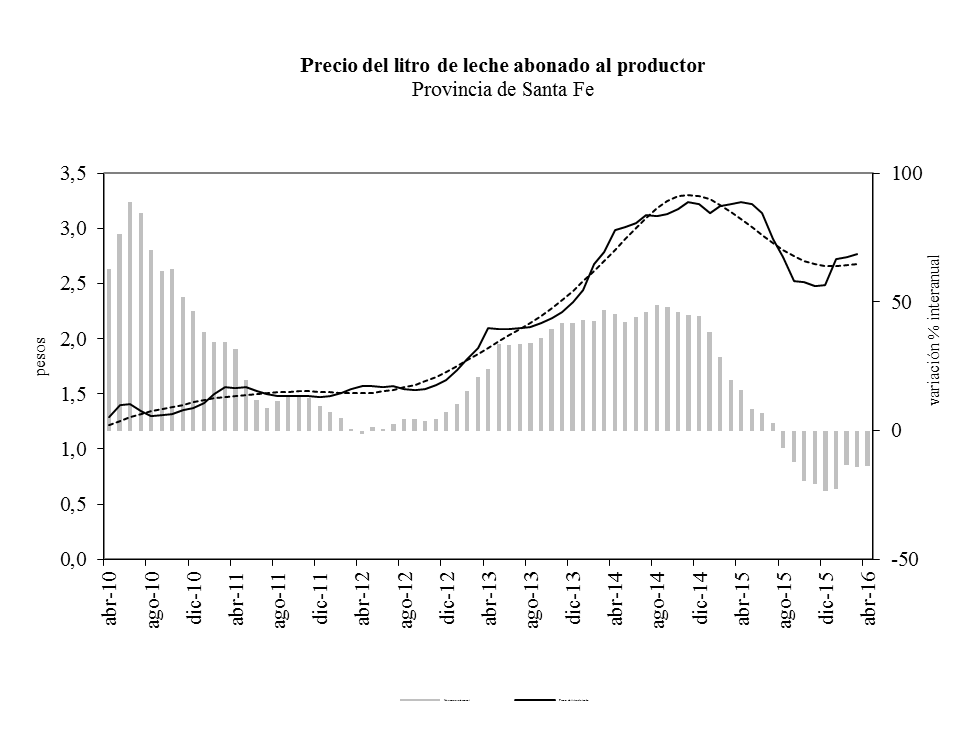 Precio del litro de leche abonado al productor
Provincia de Santa Fe
3,5
3,0
2,5
2,0
1,5
1,0
0,5
0,0
pesos
100
50
0
-50
variación % interanual
abr-10
ago-10
dic-10
abr-11
ago-11
dic-11
abr-12
ago-12
dic-12
abr-13
ago-13
dic-13
abr-14
ago-14
dic-14
abr-15
ago-15
dic-15
abr-16